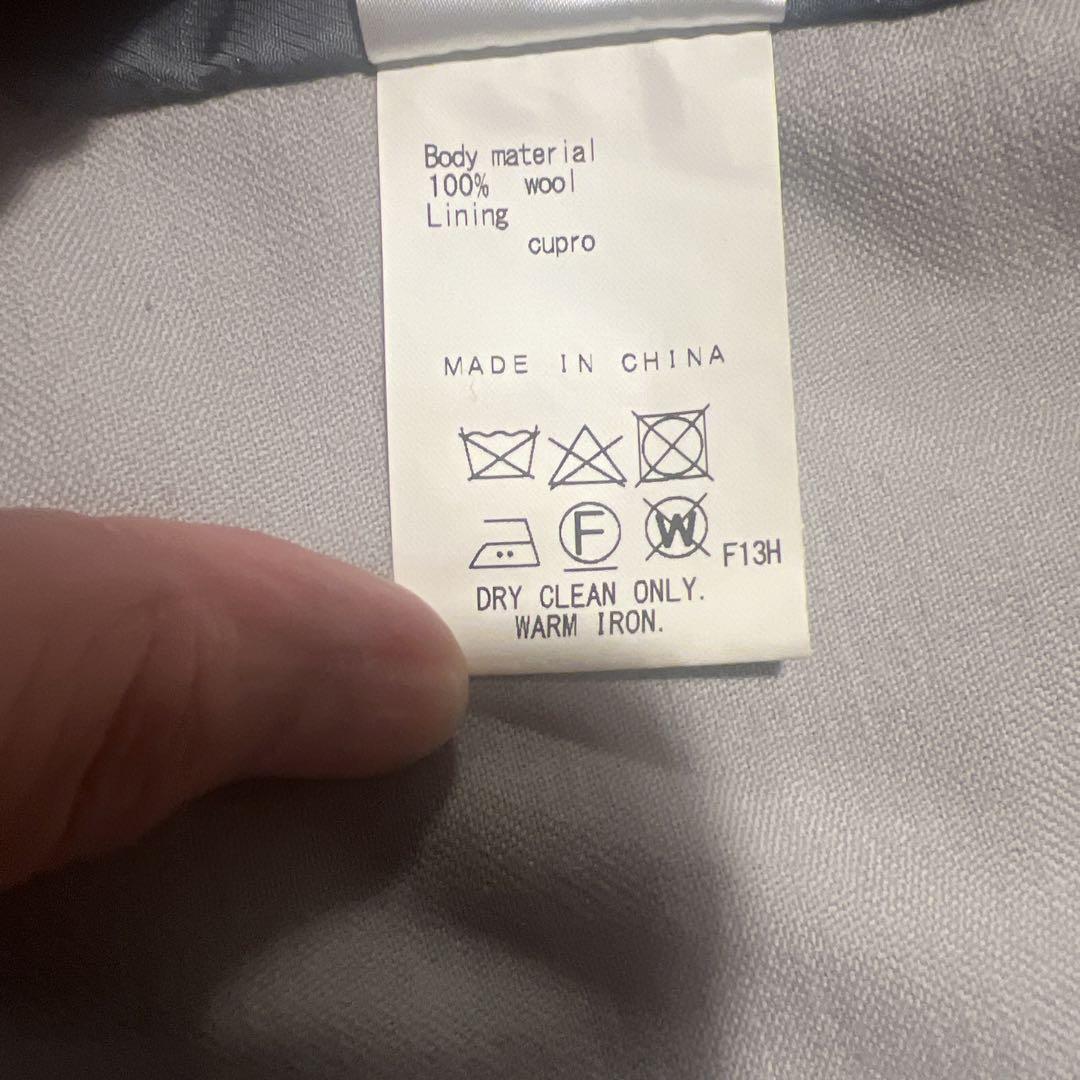 Body material
100% wool
Lining
cupro
MADE IN CHINA
F W F13H
DRY CLEAN ONLY.
WARM IRON.